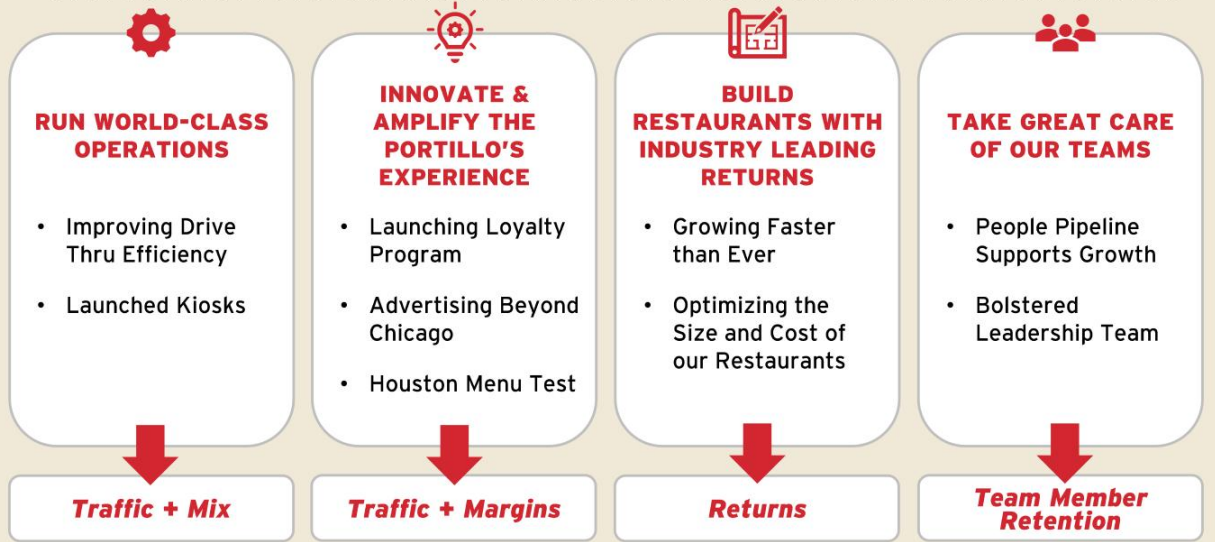 RUN WORLD-CLASS
OPERATIONS
• Improving Drive
Thru Efficiency
• Launched Kiosks
Traffic + Mix
INNOVATE &
AMPLIFY THE
PORTILLO'S
EXPERIENCE
• Launching Loyalty
Program
• Advertising Beyond
Chicago
• Houston Menu Test
Traffic + Margins
BUILD
RESTAURANTS WITH
INDUSTRY LEADING
RETURNS
• Growing Faster
than Ever
• Optimizing the
Size and Cost of
our Restaurants
Returns
TAKE GREAT CARE
OF OUR TEAMS
• People Pipeline
Supports Growth
• Bolstered
Leadership Team
Team Member
Retention